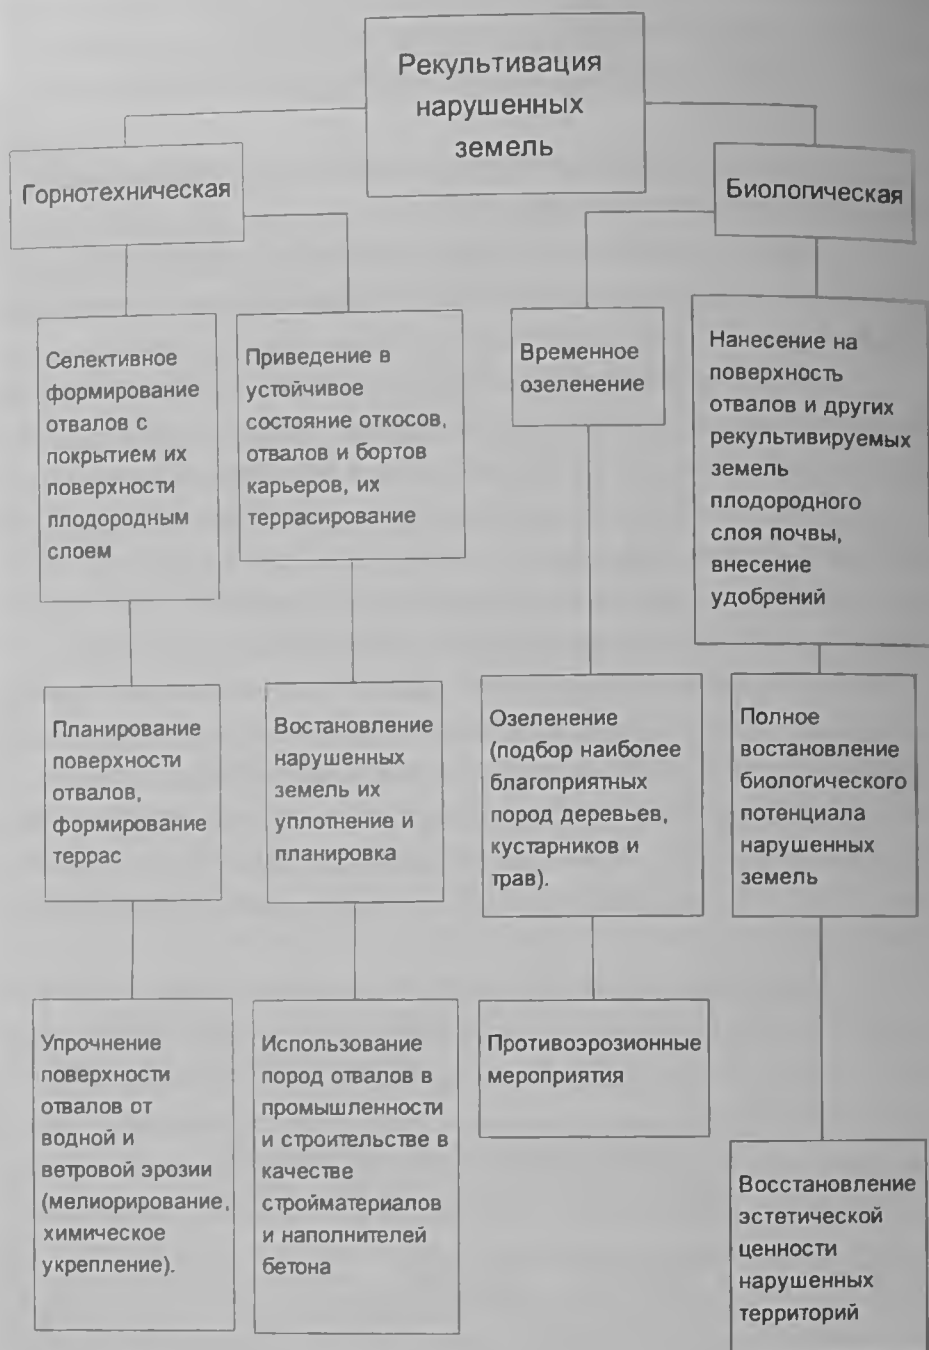 Рекультивация
нарушенных
земель
Горнотехническая
Биологическая
Селективное
формирование
отвалов с
покрытием их
поверхности
плодородным
слоем
Приведение в
устойчивое
состояние откосов,
отвалов и бортов
карьеров, их
террасирование
Временное
озеленение
Нанесение на
поверхность
отвалов и других
рекультивируемых
земель
плодородного
слоя почвы,
внесение
удобрений
Планирование
поверхности
отвалов,
формирование
террас
Востановление
нарушенных
земель их
уплотнение и
планировка
Озеленение
(подбор наиболее
благоприятных
пород деревьев,
кустарников и
трав).
Полное
востановление
биологического
потенциала
нарушенных
земель
Упрочнение
поверхности
отвалов от
водной и
ветровой эрозии
(мелиорирование,
химическое
укрепление).
Использование
пород отвалов в
промышленности
и строительстве в
качестве
стройматериалов
и наполнителей
бетона
Противоэрозионные
мероприятия
Восстановление
эстетической
ценности
нарушенных
территорий